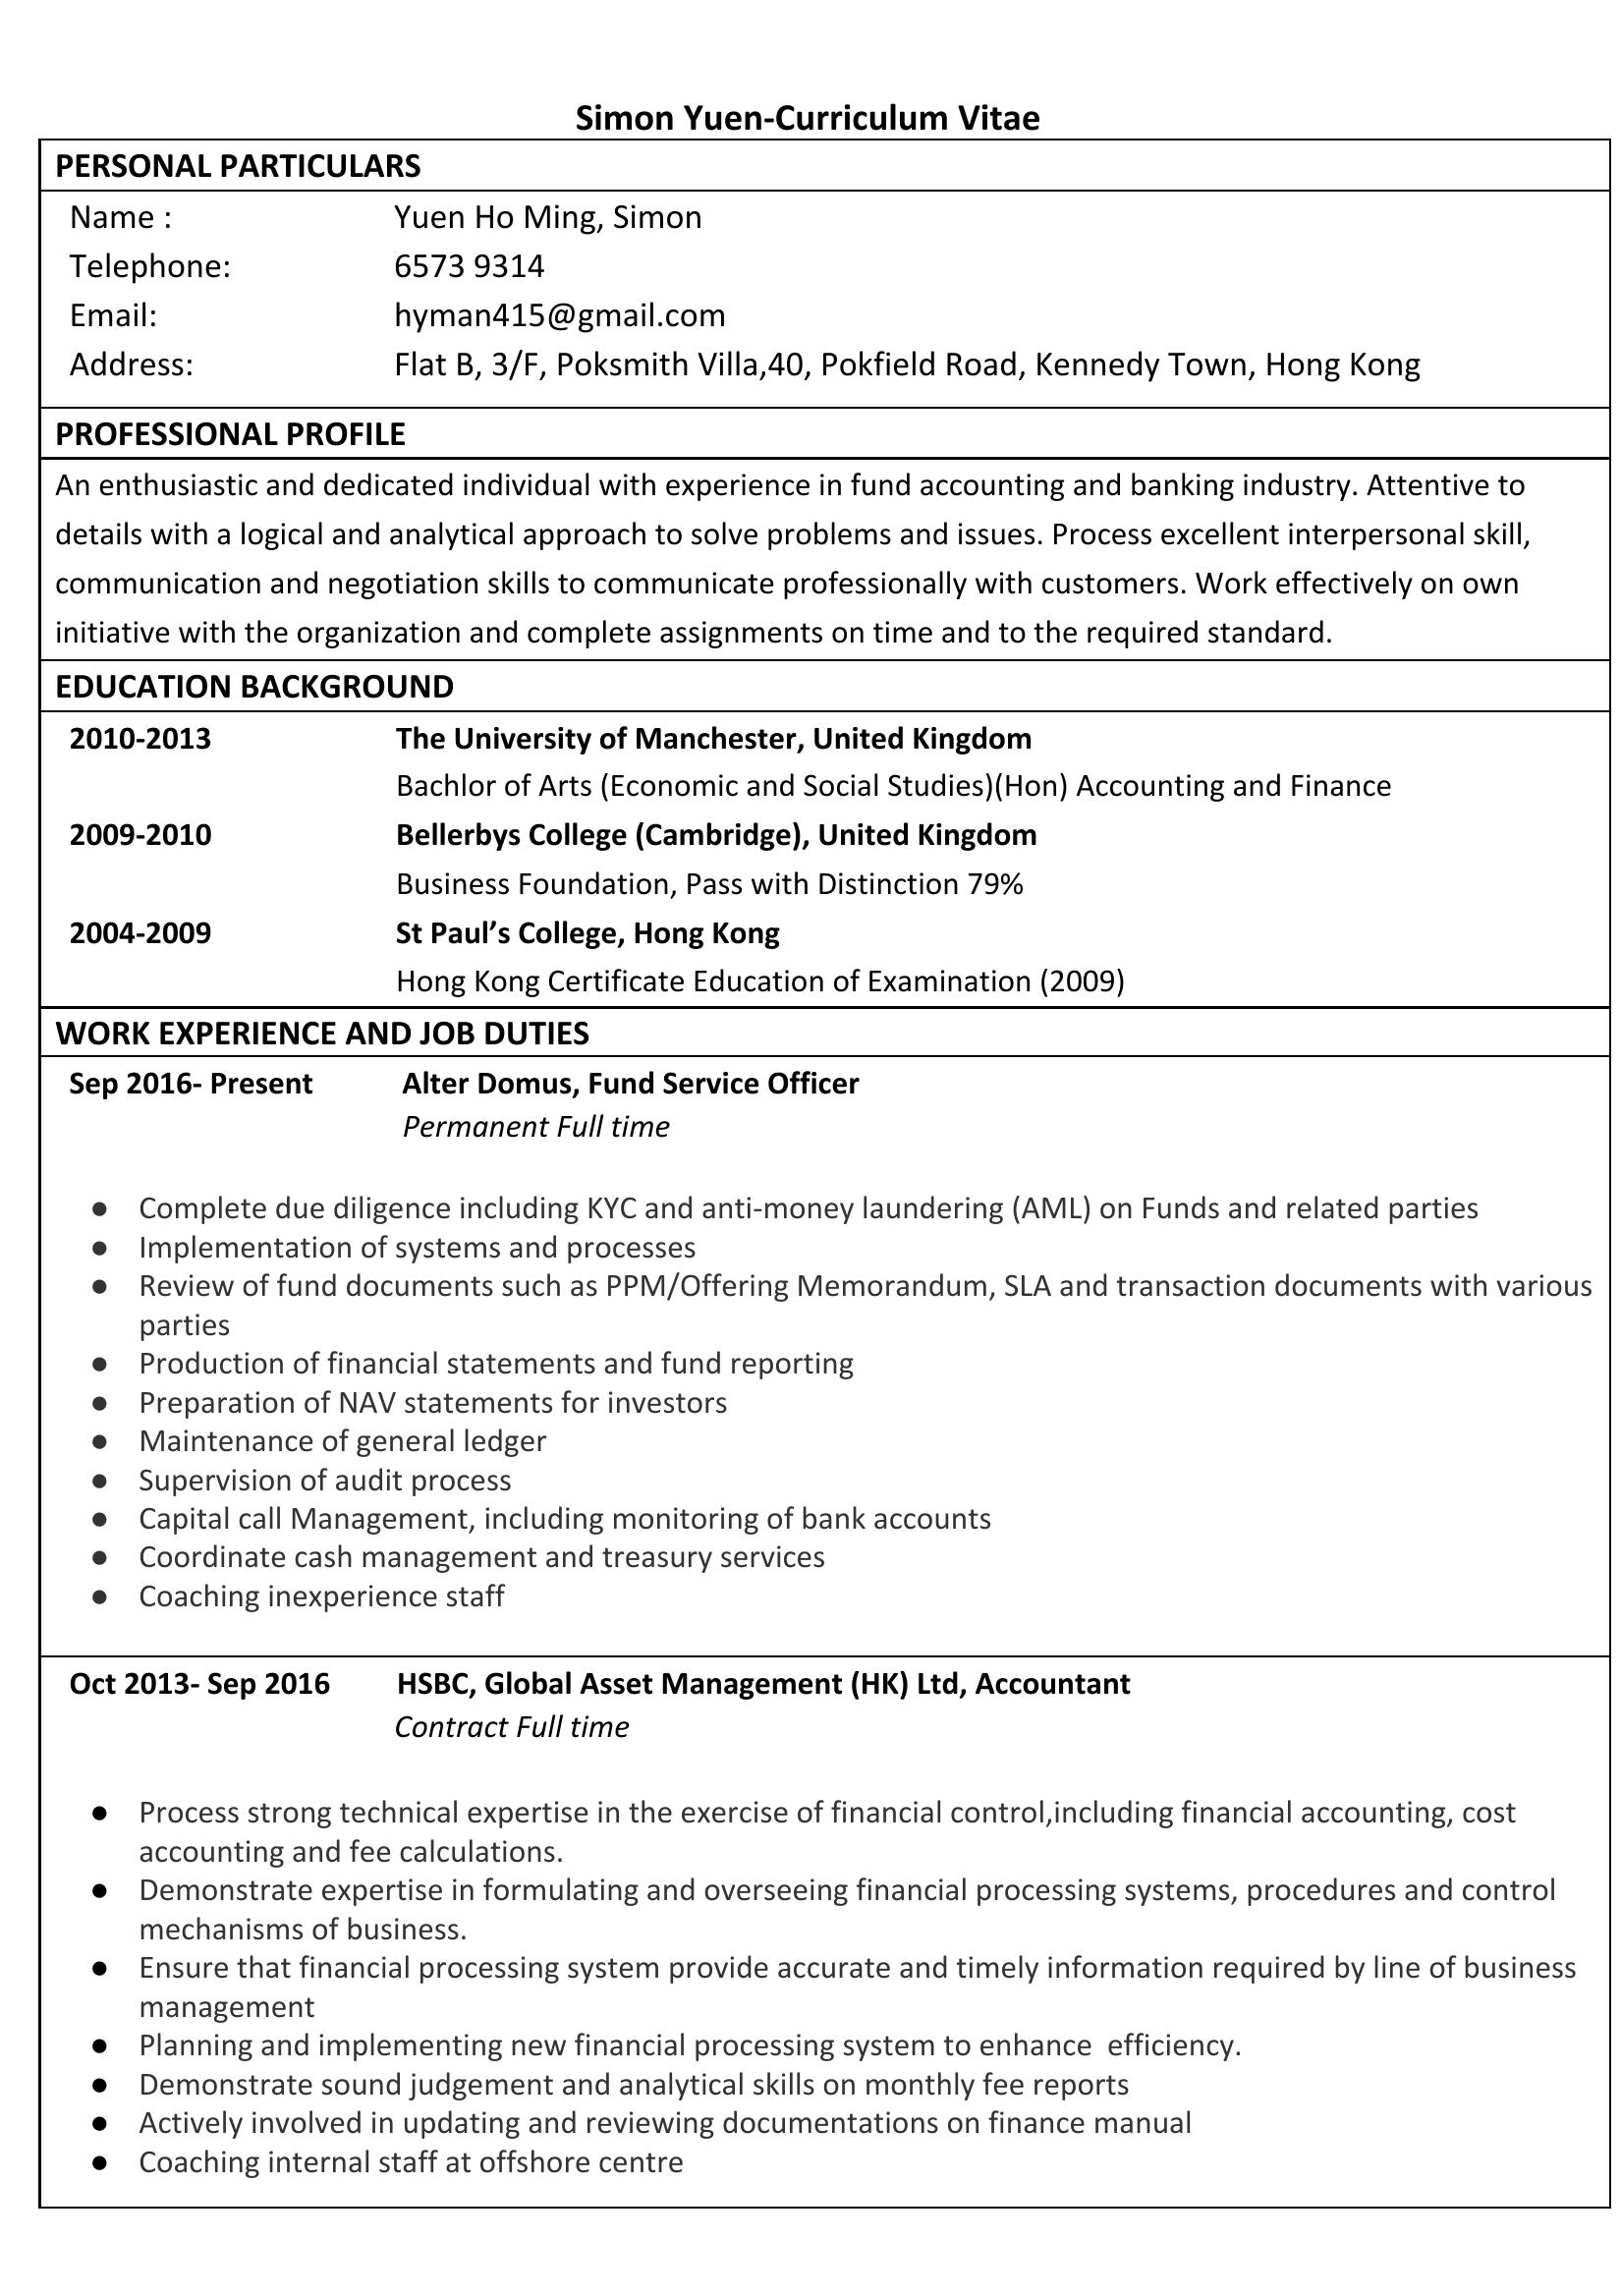 Simon Yuen-Curriculum Vitae
PERSONAL PARTICULARS
Name : Yuen Ho Ming, Simon
Telephone: 6573 9314
Email: hyman415@gmail.com
Address: Flat B, 3/F, Poksmith Villa,40, Pokfield Road, Kennedy Town, Hong Kong
PROFESSIONAL PROFILE
An enthusiastic and dedicated individual with experience in fund accounting and banking industry. Attentive to
details with a logical and analytical approach to solve problems and issues. Process excellent interpersonal skill,
communication and negotiation skills to communicate professionally with customers. Work effectively on own
initiative with the organization and complete assignments on time and to the required standard.
EDUCATION BACKGROUND
2010-2013 The University of Manchester, United Kingdom
Bachlor of Arts (Economic and Social Studies)(Hon) Accounting and Finance
2009-2010 Bellerbys College (Cambridge), United Kingdom
Business Foundation, Pass with Distinction 79%
2004-2009 St Paul’s College, Hong Kong
Hong Kong Certificate Education of Examination (2009)
WORK EXPERIENCE AND JOB DUTIES
Sep 2016- Present Alter Domus, Fund Service Officer
Permanent Full time
● Complete due diligence including KYC and anti-money laundering (AML) on Funds and related parties
● Implementation of systems and processes
● Review of fund documents such as PPM/Offering Memorandum, SLA and transaction documents with various
parties
● Production of financial statements and fund reporting
● Preparation of NAV statements for investors
● Maintenance of general ledger
● Supervision of audit process
● Capital call Management, including monitoring of bank accounts
● Coordinate cash management and treasury services
● Coaching inexperience staff
Oct 2013- Sep 2016 HSBC, Global Asset Management (HK) Ltd, Accountant
Contract Full time
● Process strong technical expertise in the exercise of financial control,including financial accounting, cost
accounting and fee calculations.
● Demonstrate expertise in formulating and overseeing financial processing systems, procedures and control
mechanisms of business.
● Ensure that financial processing system provide accurate and timely information required by line of business
management
● Planning and implementing new financial processing system to enhance  efficiency.
● Demonstrate sound judgement and analytical skills on monthly fee reports
● Actively involved in updating and reviewing documentations on finance manual
● Coaching internal staff at offshore centre